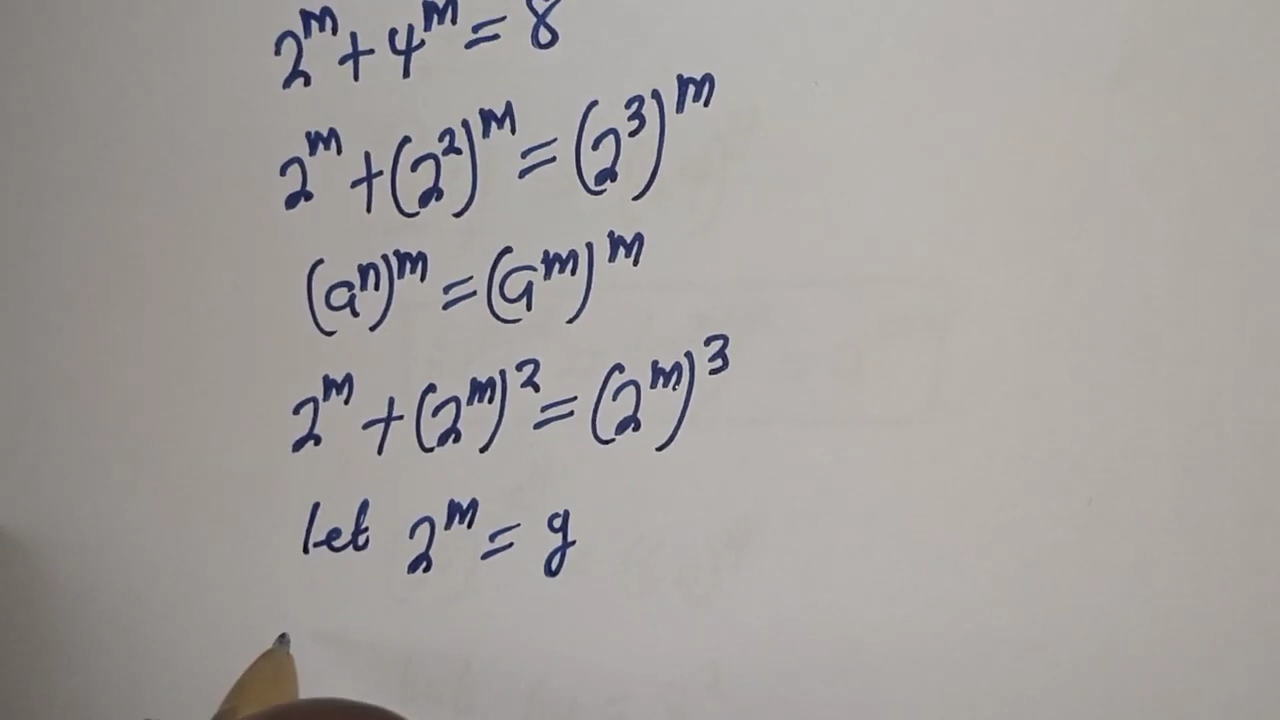 2^m + 4^m = 8
2^m + (2^2)^m = (2^3)^m
(a^n)^m = (a^m)^m
2^m + (2^m)^2 = (2^m)^3
let 2^m = g